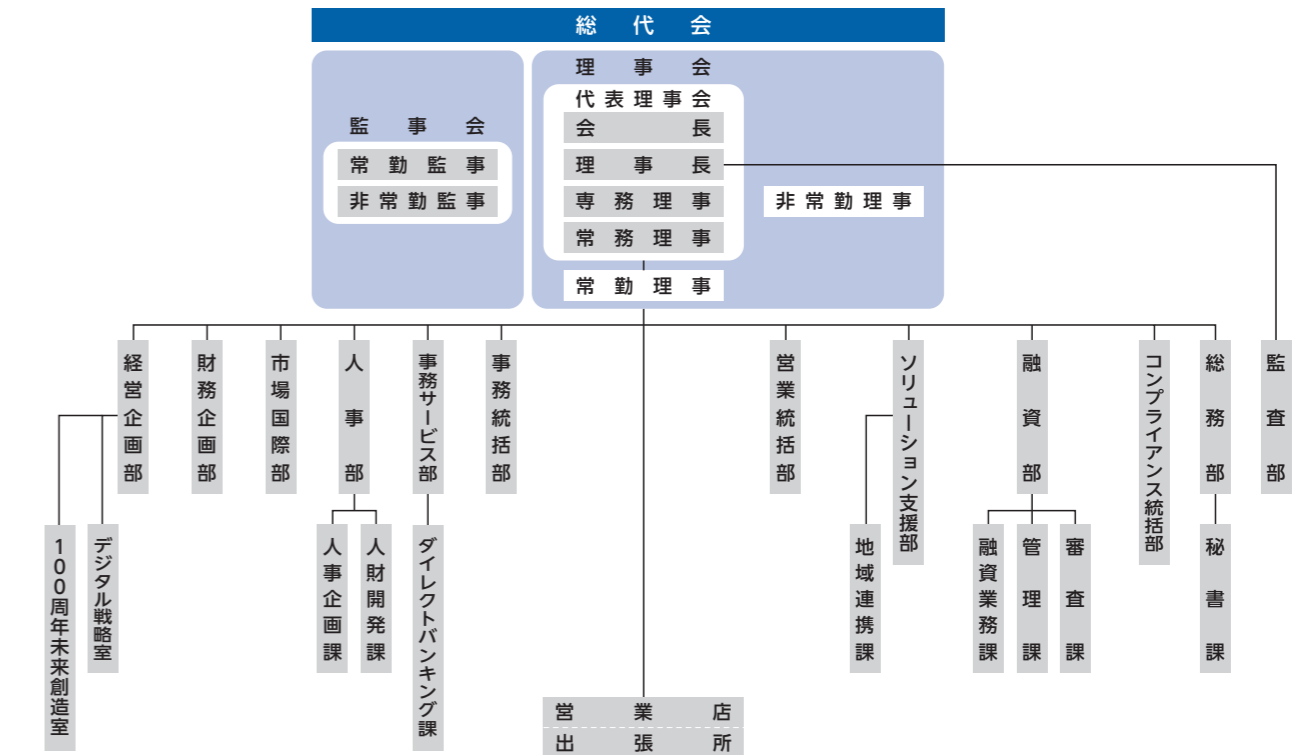 総代会
監事会
常勤監事
非常勤監事
理事会
代表理事会
会長
理事長
専務理事
常務理事
非常勤理事
常勤理事
経営企画部
財務企画部
市場国際部
人事部
事務サービス部
事務統括部
営業統括部
ソリューション支援部
融資部
コンプライアンス統括部
総務部
監査部
100周年未来創造室
デジタル戦略室
人事企画課
人財開発課
ダイレクトバンキング課
地域連携課
融資業務課
管理課
審査課
秘書課
営業店
出張所